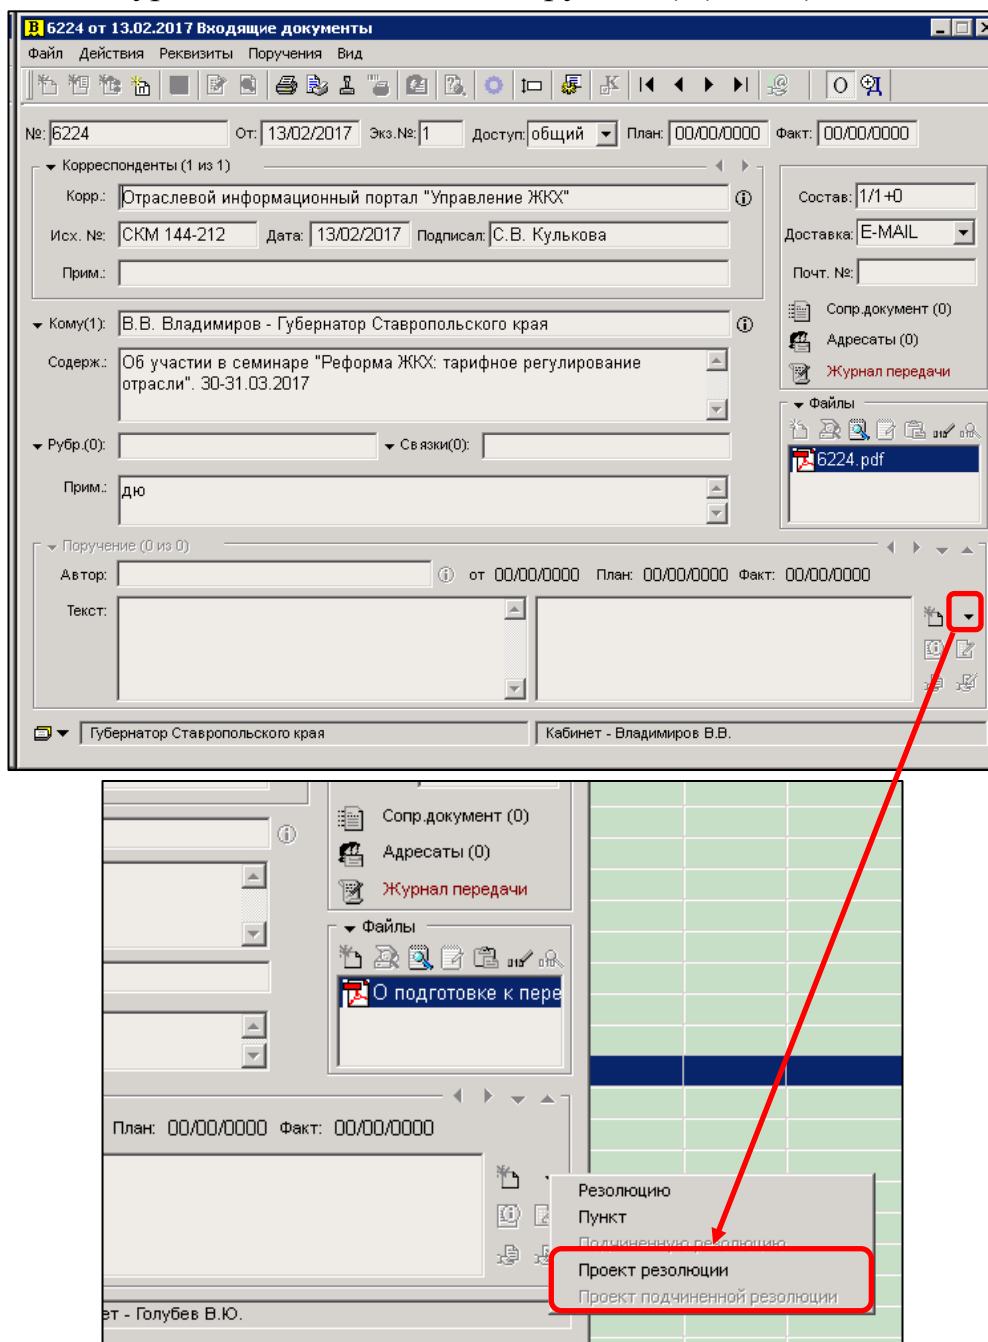 6224 от 13.02.2017 Входящие документы
Файл Действия Реквизиты Поручения Вид
№: 6224 От: 13/02/2017 Экз.№: 1 Доступ: общий План: 00/00/0000 Факт: 00/00/0000
Корреспонденты (1 из 1)
Корр.: Отраслевой информационный портал "Управление ЖКХ"
Состав: 1/1+0
Исх. №: СКМ 144-212 Дата: 13/02/2017 Подписал: С.В. Кулькова
Доставка: E-MAIL
Прим.:
Почт. №:
Сопр.документ (0)
Кому(1): В.В. Владимиров - Губернатор Ставропольского края
Адресаты (0)
Содерж.: Об участии в семинаре "Реформа ЖКХ: тарифное регулирование
отрасли". 30-31.03.2017
Журнал передачи
Файлы
Рубр.(0): Связки(0):
6224.pdf
Прим.: дю
Поручение (0 из 0)
Автор: от 00/00/0000 План: 00/00/0000 Факт: 00/00/0000
Текст:
Губернатор Ставропольского края Кабинет - Владимиров В.В.
Сопр.документ (0)
Адресаты (0)
Журнал передачи
Файлы
О подготовке к пере
План: 00/00/0000 Факт: 00/00/0000
Резолюцию
Пункт
Подчиненную резолюцию
Проект резолюции
Проект подчиненной резолюции
ет - Голубев В.Ю.